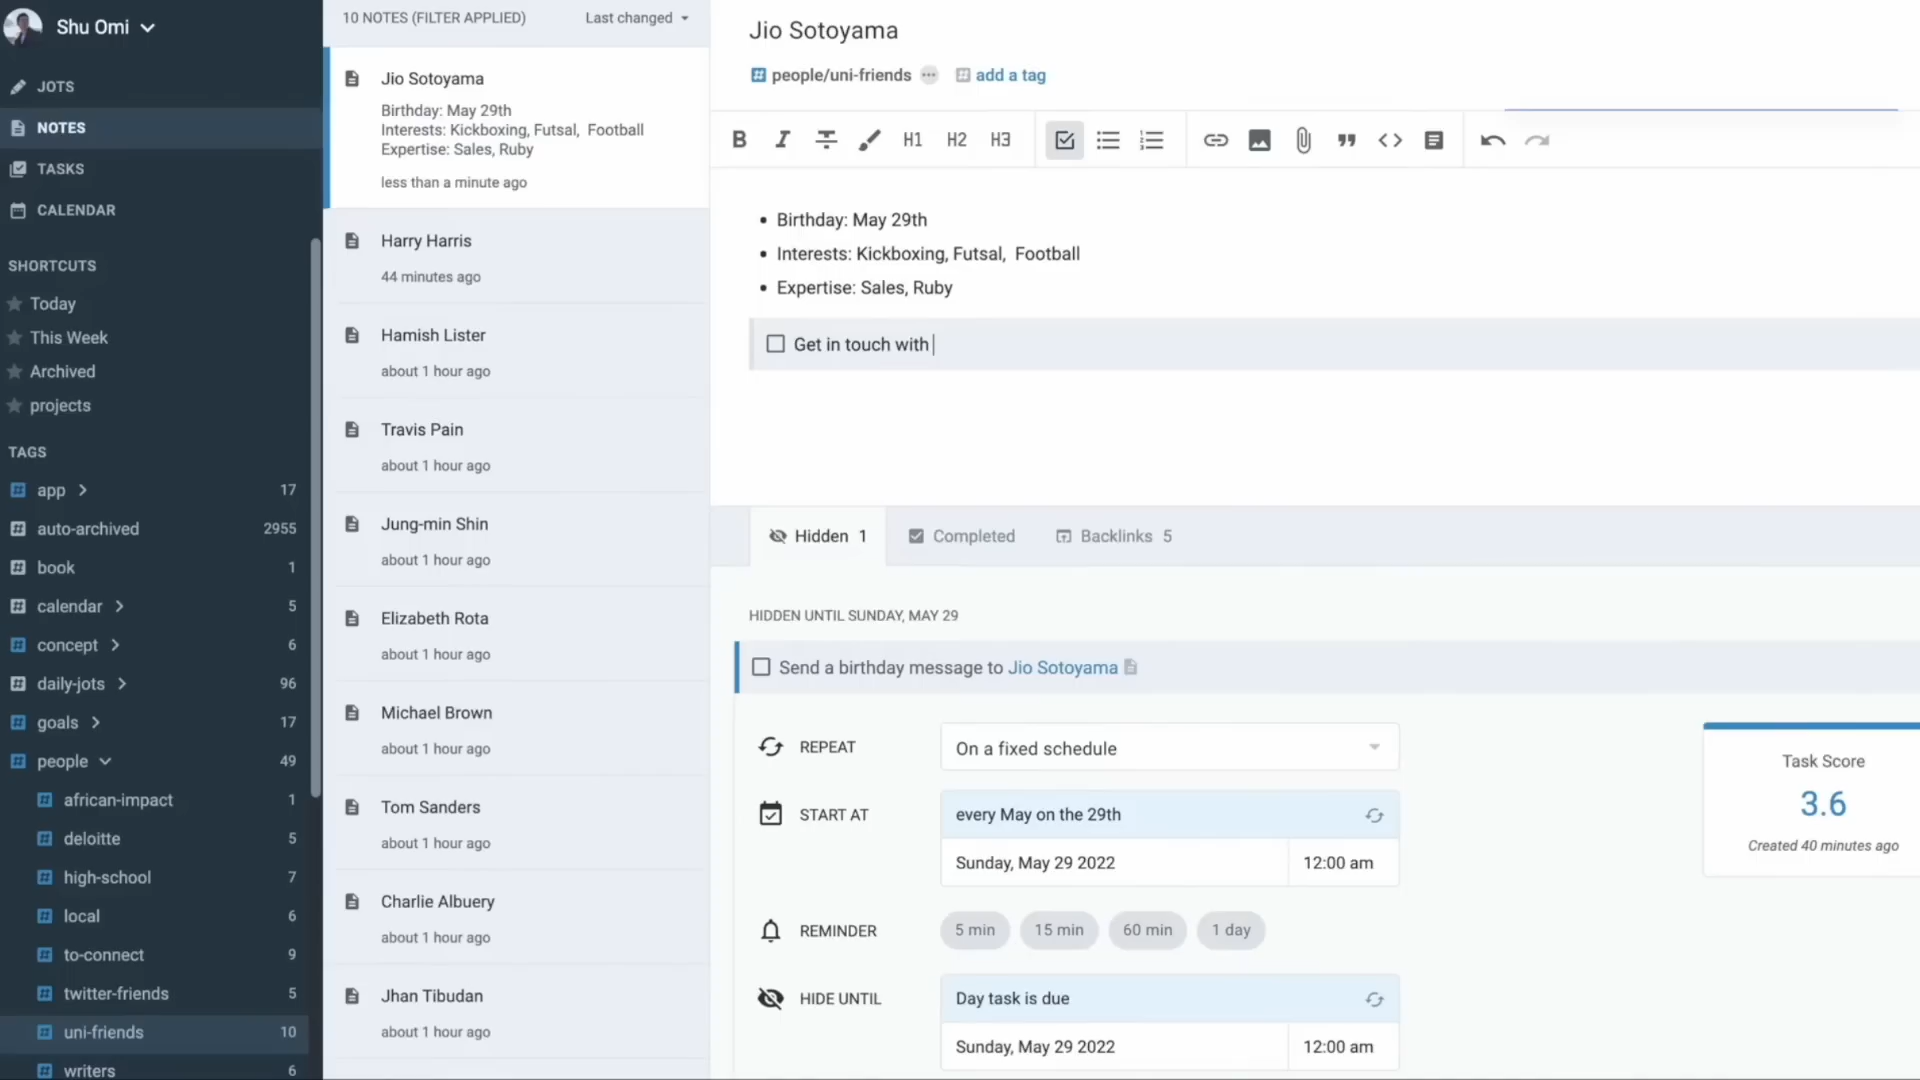 Shu Omi
JOTS
NOTES
TASKS
CALENDAR
SHORTCUTS
Today
This Week
Archived
projects
TAGS
app 17
auto-archived 2955
book 1
calendar 5
concept 6
daily-jots 96
goals 17
people 49
african-impact 1
deloitte 5
high-school 7
local 6
to-connect 9
twitter-friends 5
uni-friends 10
writers 6
10 NOTES (FILTER APPLIED) Last changed
Jio Sotoyama
Birthday: May 29th
Interests: Kickboxing, Futsal, Football
Expertise: Sales, Ruby
less than a minute ago
Harry Harris
44 minutes ago
Hamish Lister
about 1 hour ago
Travis Pain
about 1 hour ago
Jung-min Shin
about 1 hour ago
Elizabeth Rota
about 1 hour ago
Michael Brown
about 1 hour ago
Tom Sanders
about 1 hour ago
Charlie Albuery
about 1 hour ago
Jhan Tibudan
about 1 hour ago
Jio Sotoyama
people/uni-friends add a tag
B I H1 H2 H3
Birthday: May 29th
Interests: Kickboxing, Futsal, Football
Expertise: Sales, Ruby
Get in touch with
Hidden 1 Completed Backlinks 5
HIDDEN UNTIL SUNDAY, MAY 29
Send a birthday message to Jio Sotoyama
REPEAT On a fixed schedule
START AT every May on the 29th
Sunday, May 29 2022 12:00 am
REMINDER 5 min 15 min 60 min 1 day
HIDE UNTIL Day task is due
Sunday, May 29 2022 12:00 am
Task Score
3.6
Created 40 minutes ago